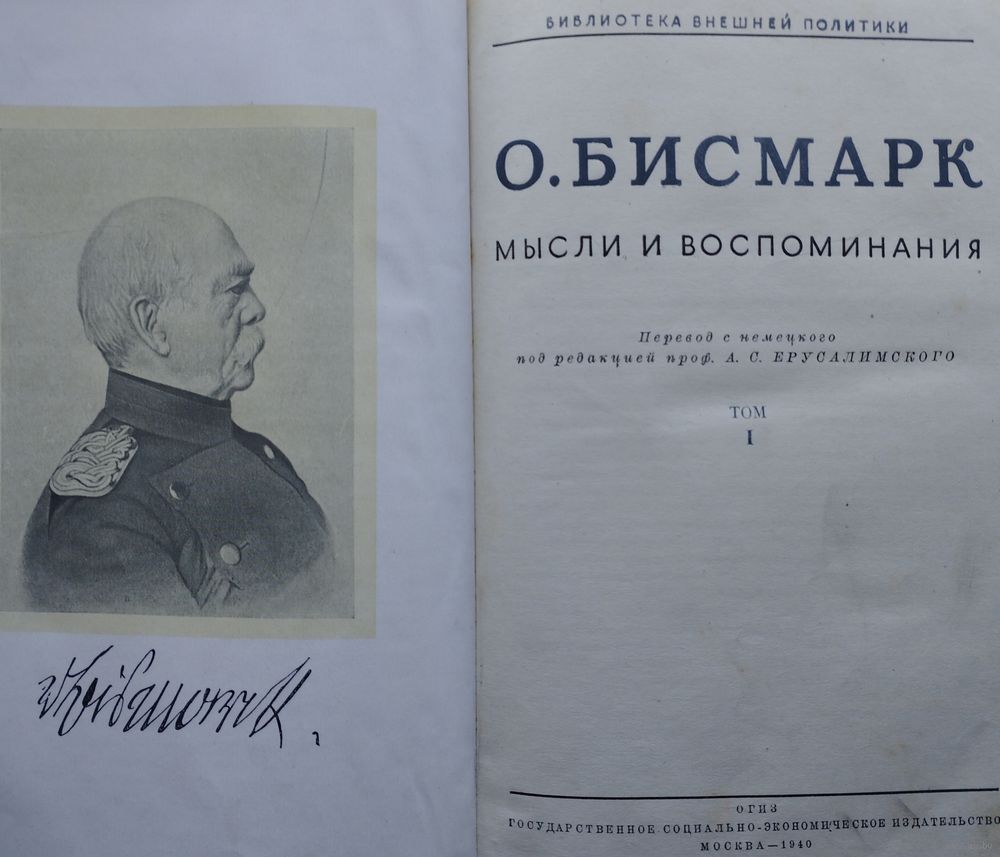 v Bismarck
БИБЛИОТЕКА ВНЕШНЕЙ ПОЛИТИКИ
О. БИСМАРК
МЫСЛИ И ВОСПОМИНАНИЯ
Перевод с немецкого
под редакцией проф. А. С. ЕРУСАЛИМСКОГО
ТОМ
I
ОГИЗ
ГОСУДАРСТВЕННОЕ СОЦИАЛЬНО-ЭКОНОМИЧЕСКОЕ ИЗДАТЕЛЬСТВО
МОСКВА—1940